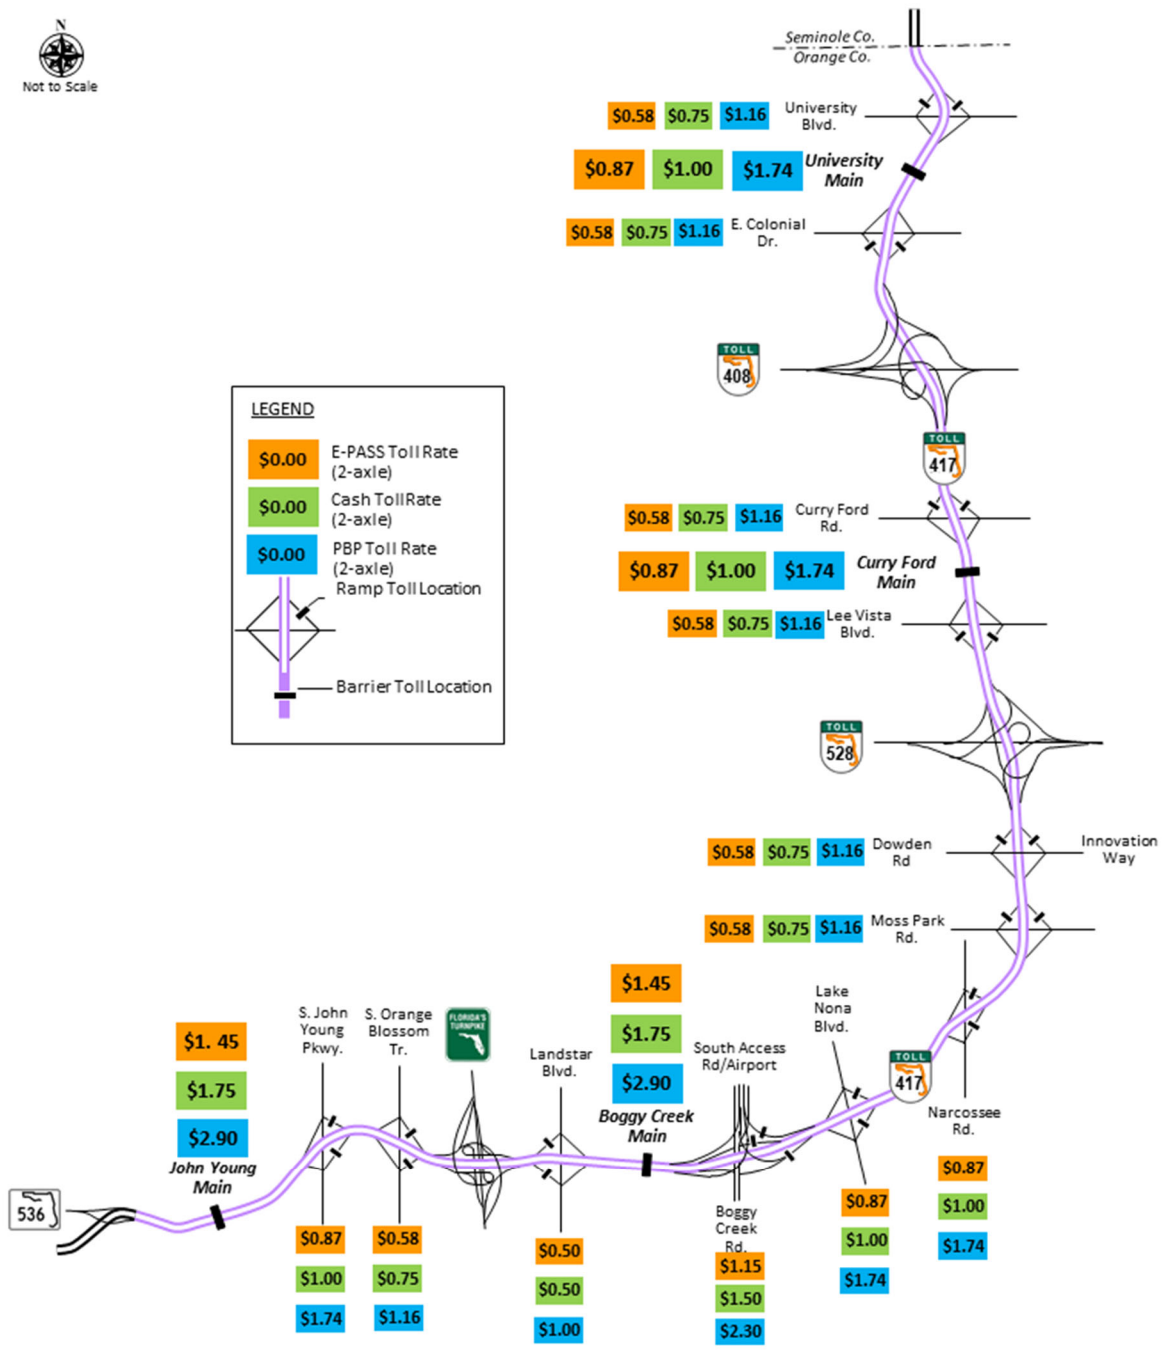 N
Not to Scale
Seminole Co.
Orange Co.
$0.58 $0.75 $1.16 University
Blvd.
$0.87 $1.00 $1.74 University
Main
$0.58 $0.75 $1.16 E. Colonial
Dr.
TOLL
408
TOLL
417
LEGEND
$0.00 E-PASS Toll Rate
(2-axle)
$0.00 Cash Toll Rate
(2-axle)
$0.00 PBP Toll Rate
(2-axle)
Ramp Toll Location
Barrier Toll Location
$0.58 $0.75 $1.16 Curry Ford
Rd.
$0.87 $1.00 $1.74 Curry Ford
Main
$0.58 $0.75 $1.16 Lee Vista
Blvd.
TOLL
528
$0.58 $0.75 $1.16 Dowden
Rd
Innovation
Way
$0.58 $0.75 $1.16 Moss Park
Rd.
$1. 45
$1.75
$2.90
John Young
Main
536
S. John
Young
Pkwy.
$0.87
$1.00
$1.74
S. Orange
Blossom
Tr.
$0.58
$0.75
$1.16
FLORIDA'S
TURNPIKE
Landstar
Blvd.
$0.50
$0.50
$1.00
$1.45
$1.75
$2.90
Boggy Creek
Main
South Access
Rd/Airport
Boggy
Creek
Rd.
$1.15
$1.50
$2.30
Lake
Nona
Blvd.
$0.87
$1.00
$1.74
TOLL
417
Narcossee
Rd.
$0.87
$1.00
$1.74